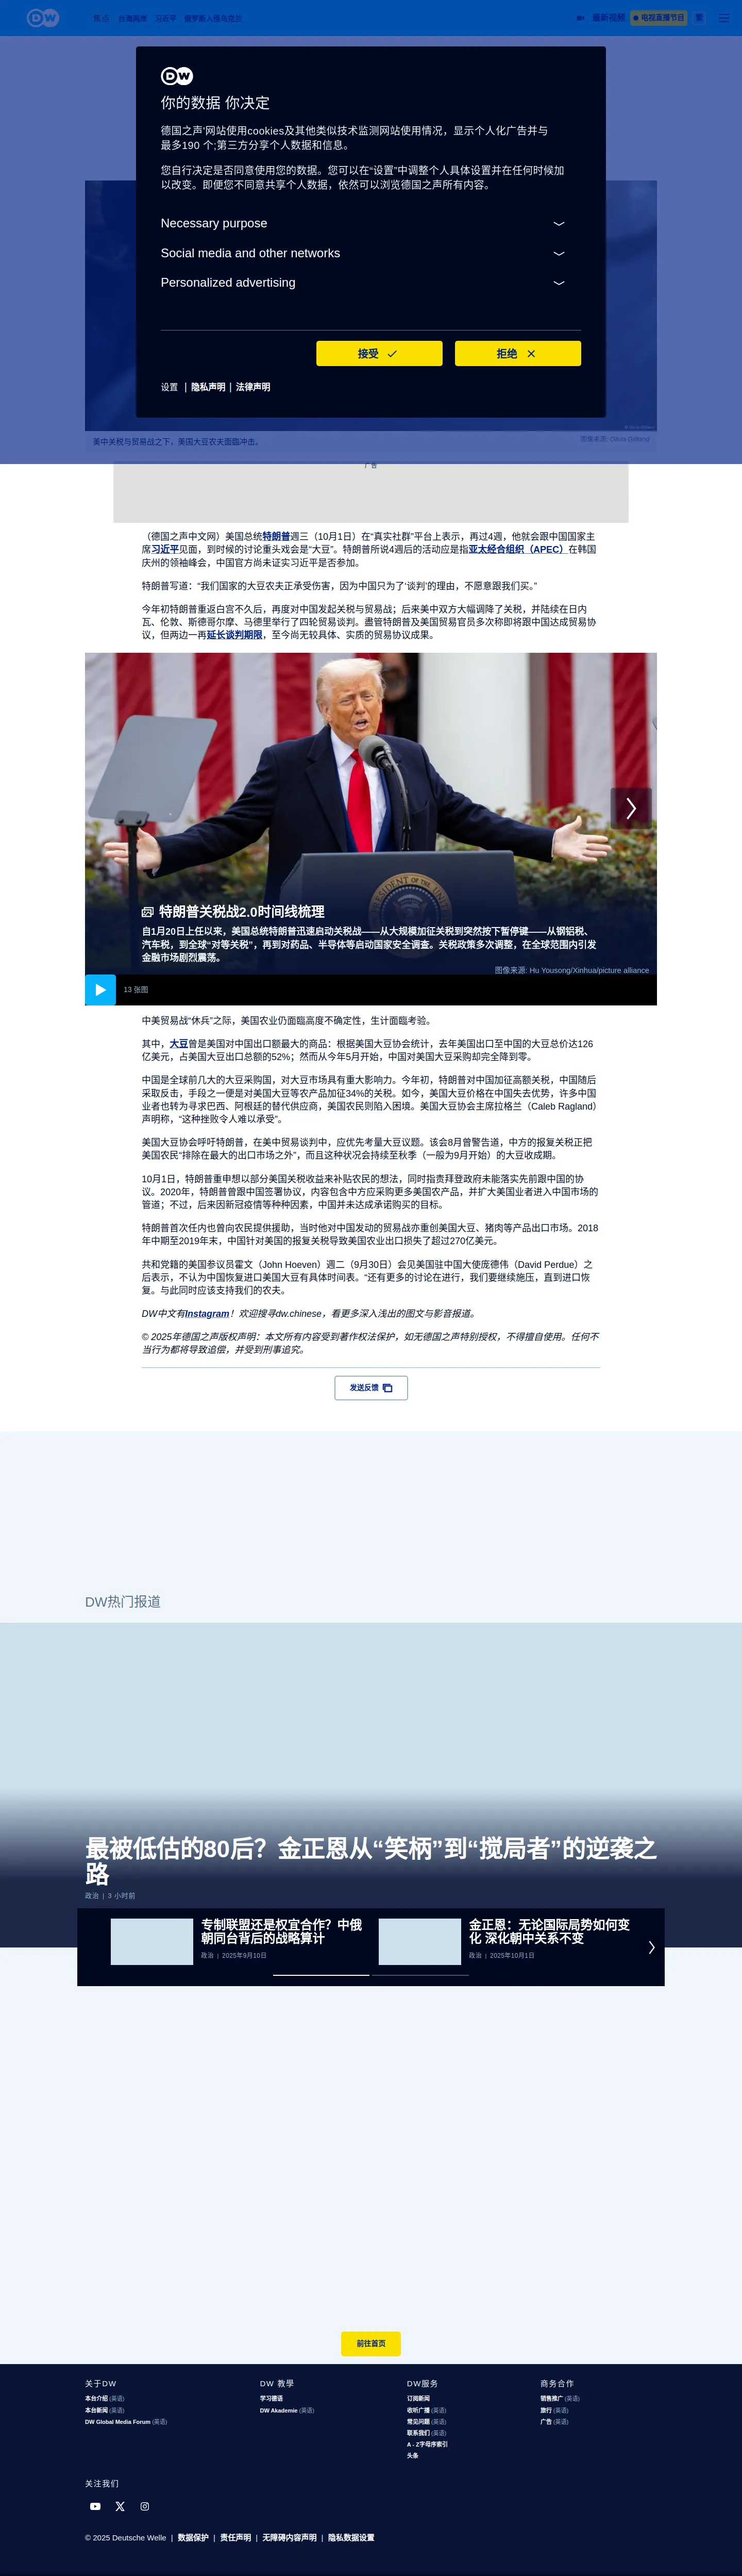 DW
焦点 台海两岸 习近平 俄罗斯入侵乌克兰
最新视频 电视直播节目 繁
DW
你的数据 你决定
德国之声'网站使用cookies及其他类似技术监测网站使用情况，显示个人化广告并与
最多190 个;第三方分享个人数据和信息。
您自行决定是否同意使用您的数据。您可以在“设置”中调整个人具体设置并在任何时候加
以改变。即便您不同意共享个人数据，依然可以浏览德国之声所有内容。
Necessary purpose
Social media and other networks
Personalized advertising
接受
拒绝
设置 | 隐私声明 | 法律声明
美中关税与贸易战之下，美国大豆农夫面臨冲击。
广告
（德国之声中文网）美国总统特朗普週三（10月1日）在“真实社群”平台上表示，再过4週，他就会跟中国国家主
席习近平见面，到时候的讨论重头戏会是“大豆”。特朗普所说4週后的活动应是指亚太经合组织（APEC）在韩国
庆州的领袖峰会，中国官方尚未证实习近平是否参加。
特朗普写道：“我们国家的大豆农夫正承受伤害，因为中国只为了‘谈判’的理由，不愿意跟我们买。”
今年初特朗普重返白宫不久后，再度对中国发起关税与贸易战；后来美中双方大幅调降了关税，并陆续在日内
瓦、伦敦、斯德哥尔摩、马德里举行了四轮贸易谈判。盡管特朗普及美国贸易官员多次称即将跟中国达成贸易协
议，但两边一再延长谈判期限，至今尚无较具体、实质的贸易协议成果。
特朗普关税战2.0时间线梳理
自1月20日上任以来，美国总统特朗普迅速启动关税战——从大规模加征关税到突然按下暂停键——从钢铝税、
汽车税，到全球“对等关税”，再到对药品、半导体等启动国家安全调查。关税政策多次调整，在全球范围内引发
金融市场剧烈震荡。
图像来源: Hu Yousong/Xinhua/picture alliance
13 张图
中美贸易战“休兵”之际，美国农业仍面臨高度不确定性，生计面臨考验。
其中，大豆曾是美国对中国出口额最大的商品：根据美国大豆协会统计，去年美国出口至中国的大豆总价达126
亿美元，占美国大豆出口总额的52%；然而从今年5月开始，中国对美国大豆采购却完全降到零。
中国是全球前几大的大豆采购国，对大豆市场具有重大影响力。今年初，特朗普对中国加征高额关税，中国随后
采取反击，手段之一便是对美国大豆等农产品加征34%的关税。如今，美国大豆价格在中国失去优势，许多中国
业者也转为寻求巴西、阿根廷的替代供应商，美国农民则陷入困境。美国大豆协会主席拉格兰（Caleb Ragland）
声明称，“这种挫败令人难以承受”。
美国大豆协会呼吁特朗普，在美中贸易谈判中，应优先考量大豆议题。该会8月曾警告道，中方的报复关税正把
美国农民“排除在最大的出口市场之外”，而且这种状况会持续至秋季（一般为9月开始）的大豆收成期。
10月1日，特朗普重申想以部分美国关税收益来补贴农民的想法，同时指责拜登政府未能落实先前跟中国的协
议。2020年，特朗普曾跟中国签署协议，内容包含中方应采购更多美国农产品，并扩大美国业者进入中国市场的
管道；不过，后来因新冠疫情等种种因素，中国并未达成承诺购买的目标。
特朗普首次任内也曾向农民提供援助，当时他对中国发动的贸易战亦重创美国大豆、猪肉等产品出口市场。2018
年中期至2019年末，中国针对美国的报复关税导致美国农业出口损失了超过270亿美元。
共和党籍的美国参议员霍文（John Hoeven）週二（9月30日）会见美国驻中国大使庞德伟（David Perdue）之
后表示，不认为中国恢复进口美国大豆有具体时间表。“还有更多的讨论在进行，我们要继续施压，直到进口恢
复。与此同时应该支持我们的农夫。
DW中文有Instagram！欢迎搜寻dw.chinese，看更多深入浅出的图文与影音报道。
© 2025年德国之声版权声明：本文所有内容受到著作权法保护，如无德国之声特别授权，不得擅自使用。任何不
当行为都将导致追偿，并受到刑事追究。
发送反馈
DW热门报道
最被低估的80后？金正恩从“笑柄”到“搅局者”的逆袭之
路
政治 | 3 小时前
专制联盟还是权宜合作？中俄
朝同台背后的战略算计
政治 | 2025年9月10日
金正恩：无论国际局势如何变
化 深化朝中关系不变
政治 | 2025年10月1日
前往首页
关于DW
本台介绍 (英语)
本台新闻 (英语)
DW Global Media Forum (英语)
DW 教學
学习德语
DW Akademie (英语)
DW服务
订阅新闻
收听广播 (英语)
常见问题 (英语)
联系我们 (英语)
A - Z字母序索引
头条
商务合作
销售推广 (英语)
旅行 (英语)
广告 (英语)
关注我们
© 2025 Deutsche Welle | 数据保护 | 责任声明 | 无障碍内容声明 | 隐私数据设置